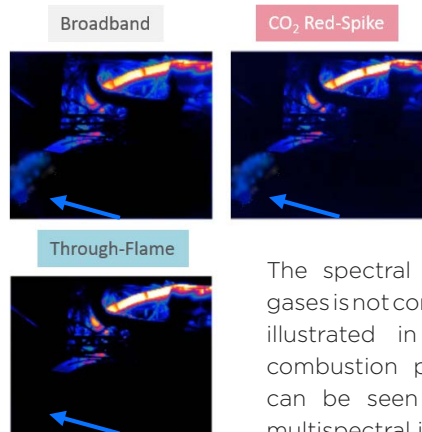 Broadband
CO₂ Red-Spike
Through-Flame
The spectral
gases is not
illustrated in
combustion
can be seen